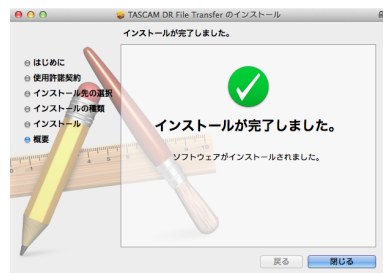 TASCAM DR File Transfer のインストール
インストールが完了しました。
はじめに
使用許諾契約
インストール先の選択
インストールの種類
インストール
概要
インストールが完了しました。
ソフトウェアがインストールされました。
戻る
閉じる